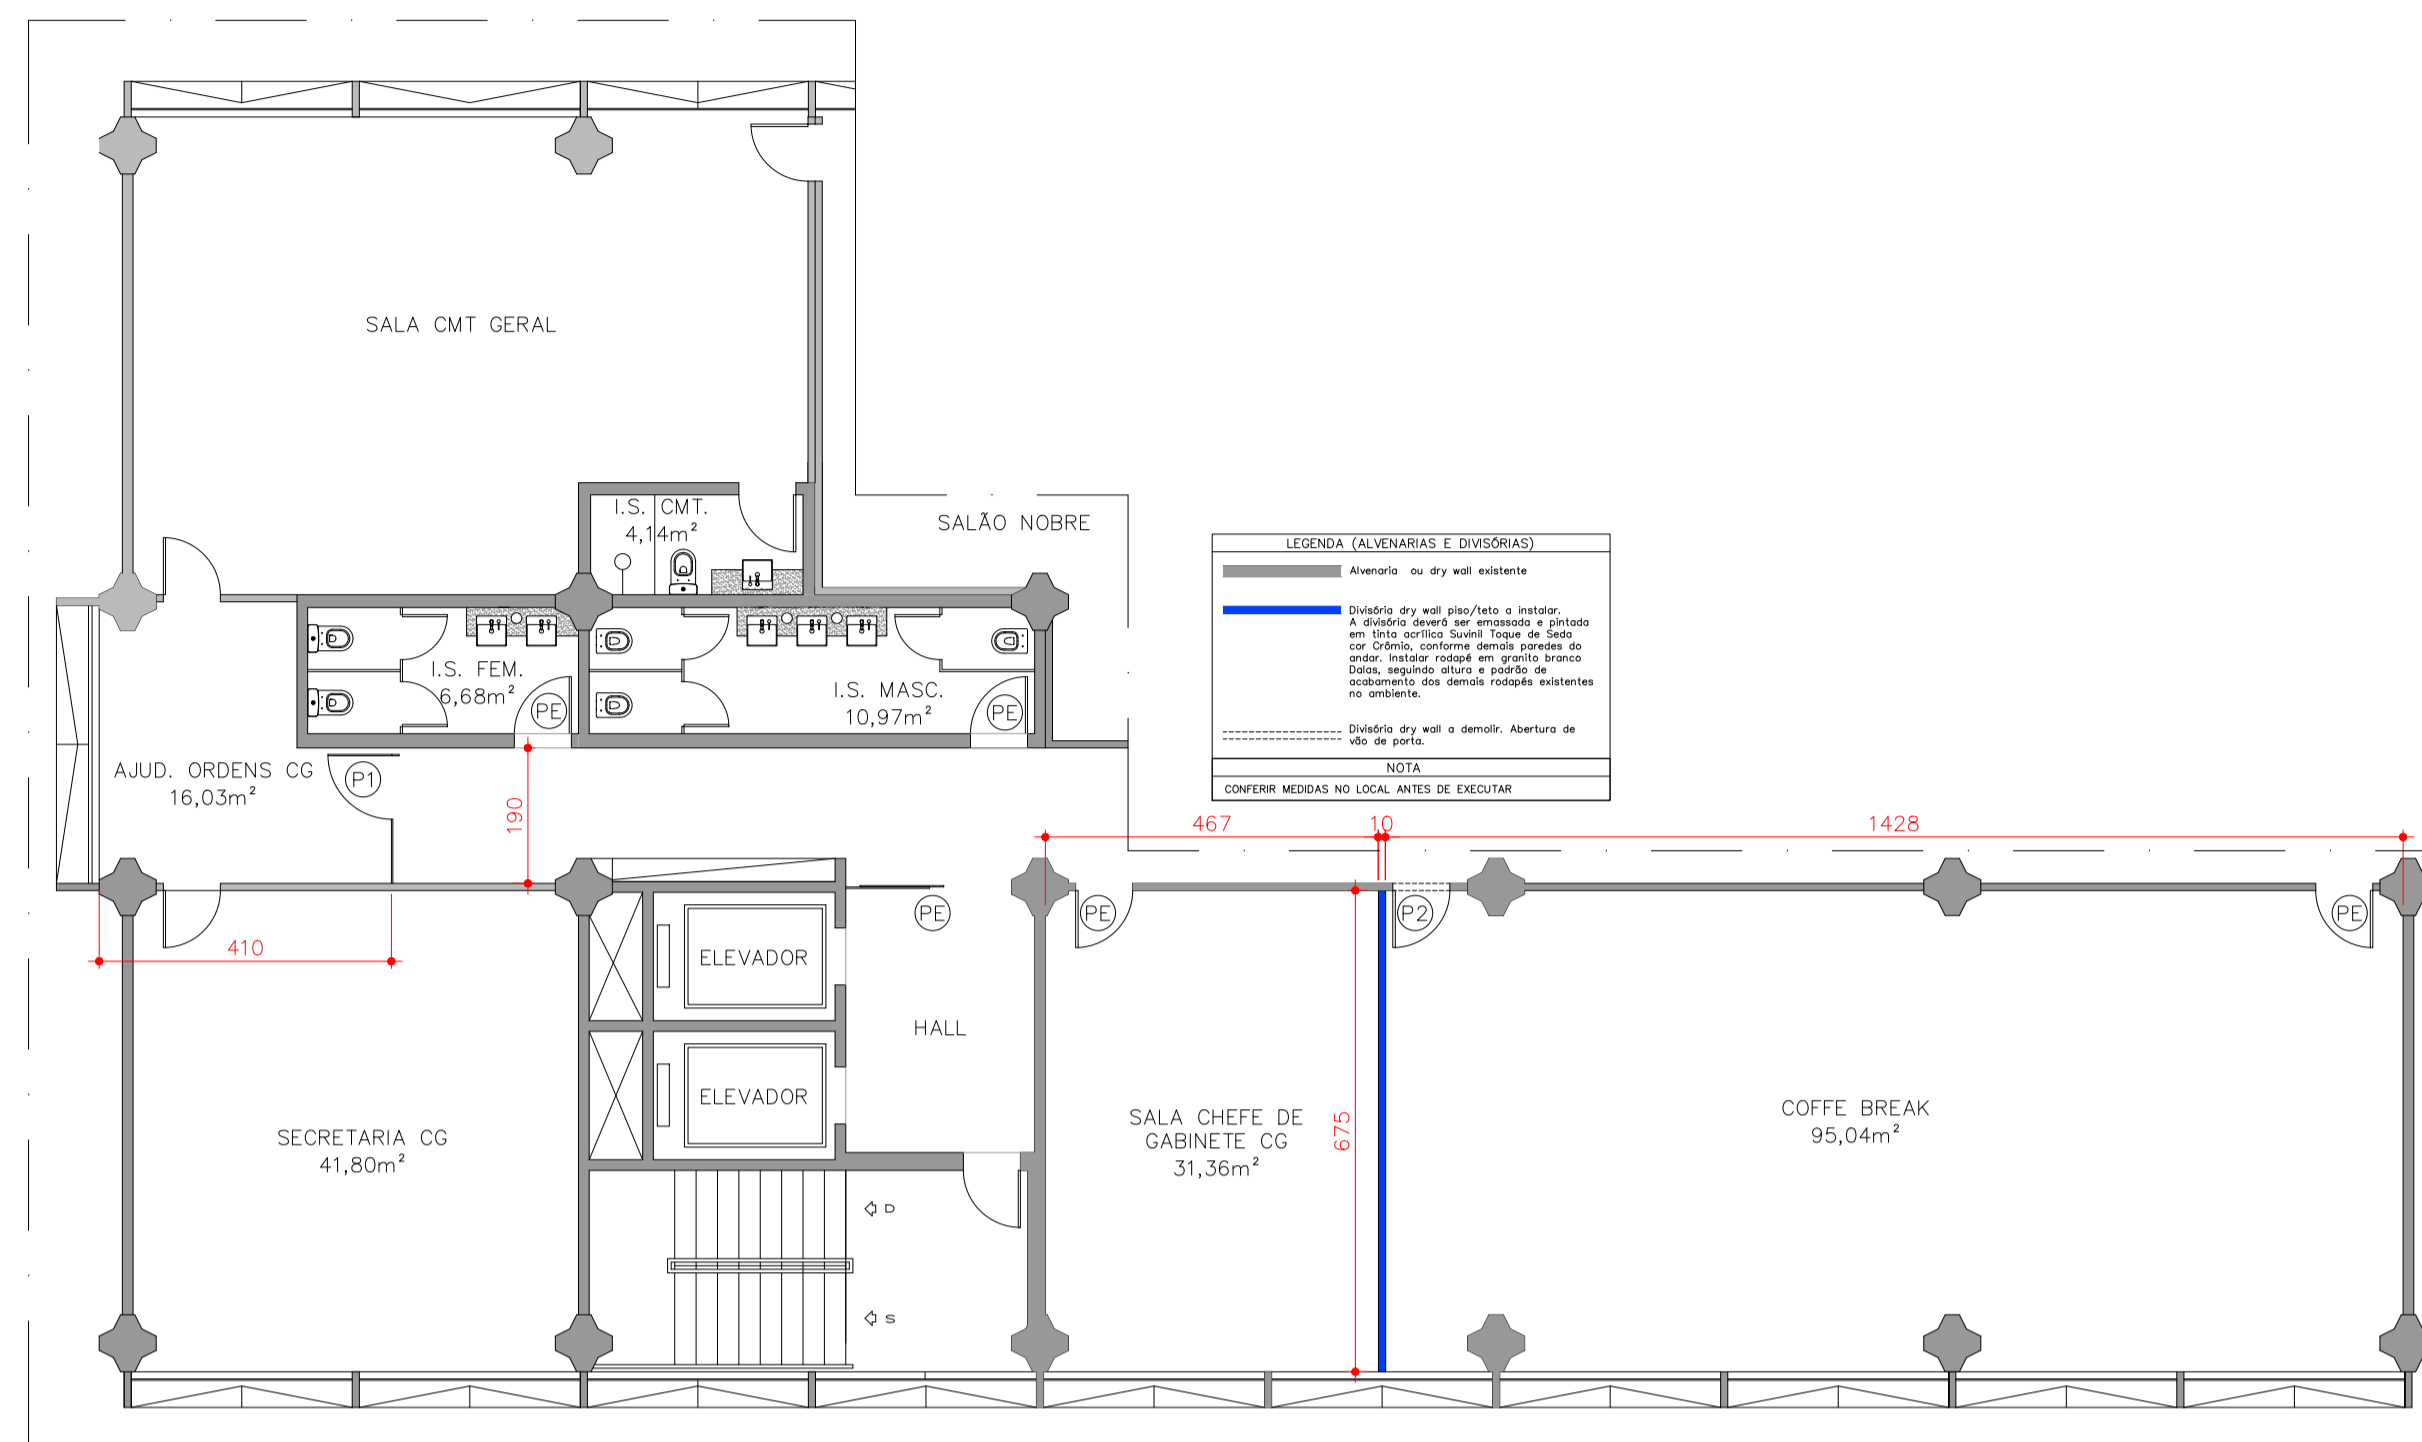 SALA CMT GERAL
I.S. CMT.
4,14m²
SALÃO NOBRE
LEGENDA (ALVENARIAS E DIVISÓRIAS)
Alvenaria ou dry wall existente
Divisória dry wall piso/teto a instalar.
A divisória deverá ser emassada e pintada
em tinta acrílica Suvinil Toque de Seda
cor Crômio, conforme demais paredes do
andar. Instalar rodapé em granito branco
Dalas, seguindo altura e padrão de
acabamento dos demais rodapés existentes
no ambiente.
Divisória dry wall a demolir. Abertura de
vão de porta.
NOTA
CONFERIR MEDIDAS NO LOCAL ANTES DE EXECUTAR
I.S. FEM.
6,68m²
PE
I.S. MASC.
10,97m²
PE
AJUD. ORDENS CG
16,03m²
P1
190
467
10
1428
410
PE
PE
P2
PE
ELEVADOR
HALL
ELEVADOR
SECRETARIA CG
41,80m²
SALA CHEFE DE
GABINETE CG
31,36m²
675
COFFE BREAK
95,04m²
D
S